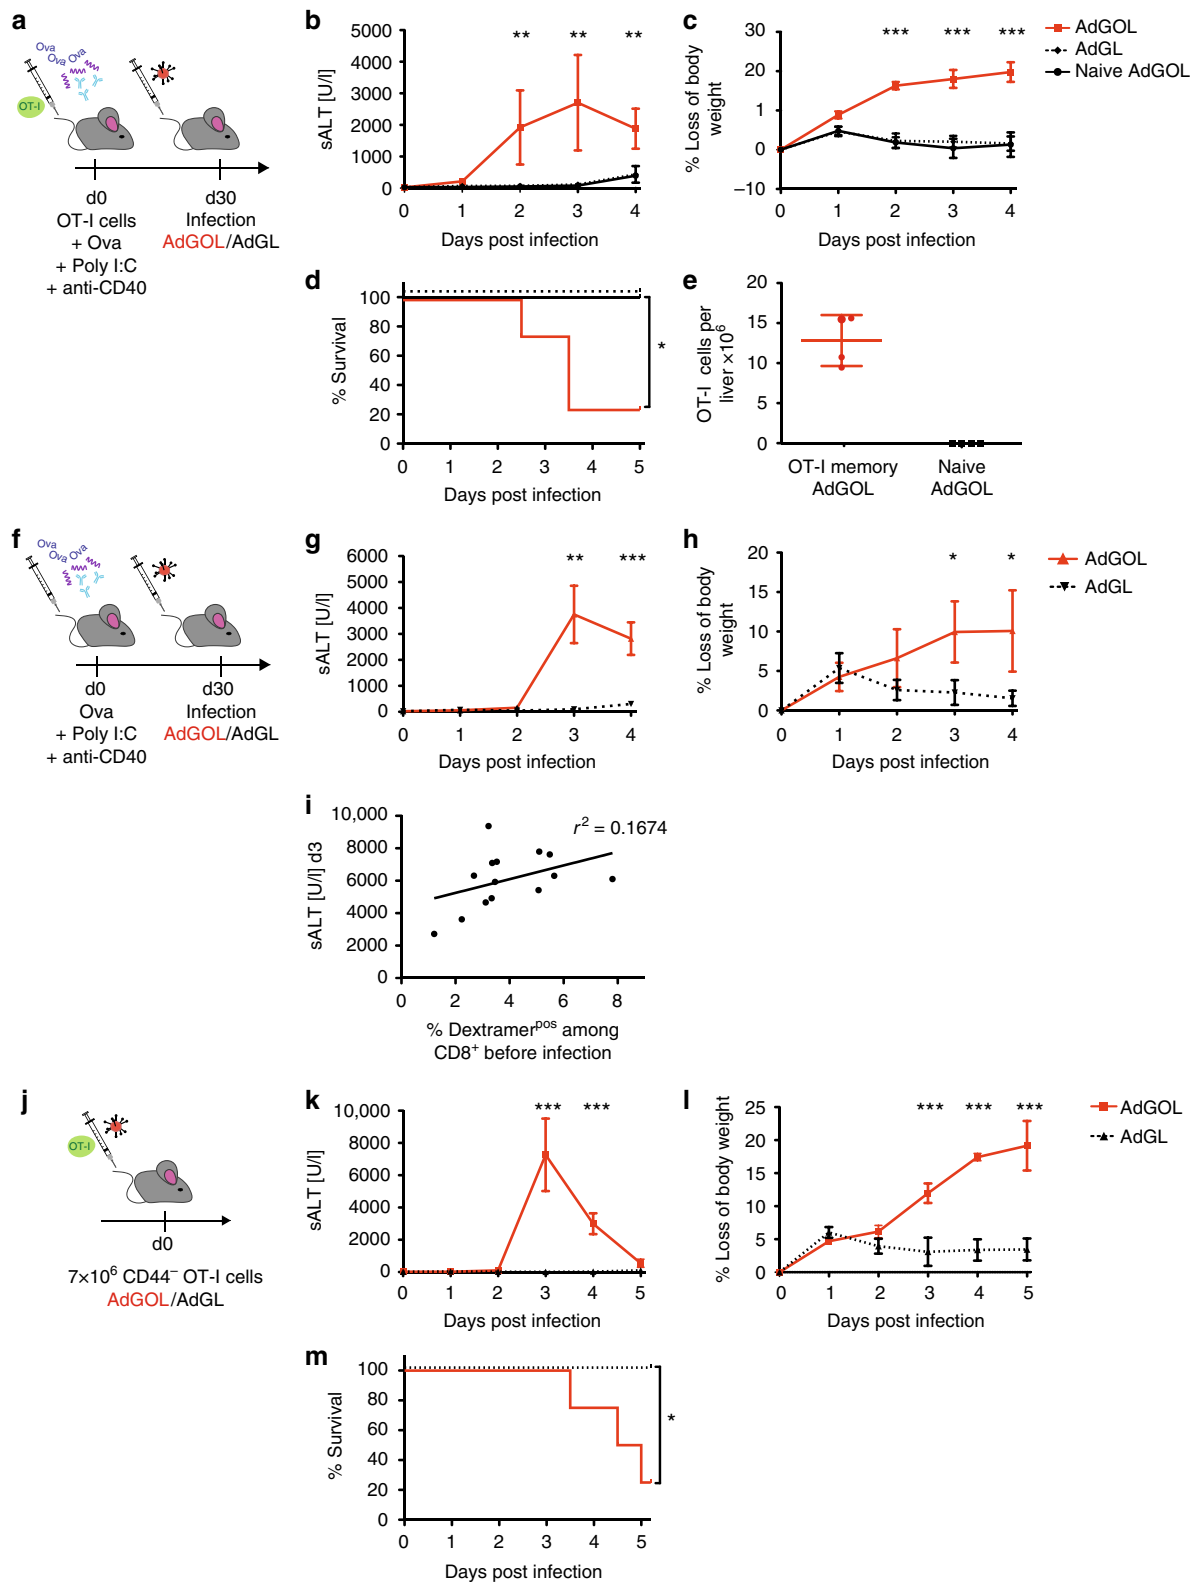 a
Ova
Ova Ova
Ova
OT-I
d0
d30
OT-I cells
+ Ova
+ Poly I:C
+ anti-CD40
Infection
AdGOL/AdGL
b
sALT [U/l]
5000
4000
3000
2000
1000
0
** ** **
0 1 2 3 4
Days post infection
c
% Loss of body
weight
30
20
10
0
–10
*** *** ***
0 1 2 3 4
Days post infection
AdGOL
AdGL
Naive AdGOL
d
% Survival
100
80
60
40
20
0
*
0 1 2 3 4 5
Days post infection
e
OT-I cells per
liver ×10⁶
20
15
10
5
0
OT-I memory
AdGOL
Naive
AdGOL
f
Ova
Ova Ova
Ova
d0
d30
Ova
+ Poly I:C
+ anti-CD40
Infection
AdGOL/AdGL
g
sALT [U/l]
6000
5000
4000
3000
2000
1000
0
** ***
0 1 2 3 4
Days post infection
h
% Loss of body
weight
20
15
10
5
0
* *
0 1 2 3 4
Days post infection
AdGOL
AdGL
i
sALT [U/l] d3
10,000
8000
6000
4000
2000
0
r² = 0.1674
0 2 4 6 8
% Dextramerᵖᵒˢ among
CD8⁺ before infection
j
OT-I
d0
7×10⁶ CD44⁻ OT-I cells
AdGOL/AdGL
k
sALT [U/l]
10,000
8000
6000
4000
2000
0
*** ***
0 1 2 3 4 5
Days post infection
l
% Loss of body weight
25
20
15
10
5
0
*** *** ***
0 1 2 3 4 5
Days post infection
AdGOL
AdGL
m
% Survival
100
80
60
40
20
0
*
0 1 2 3 4 5
Days post infection